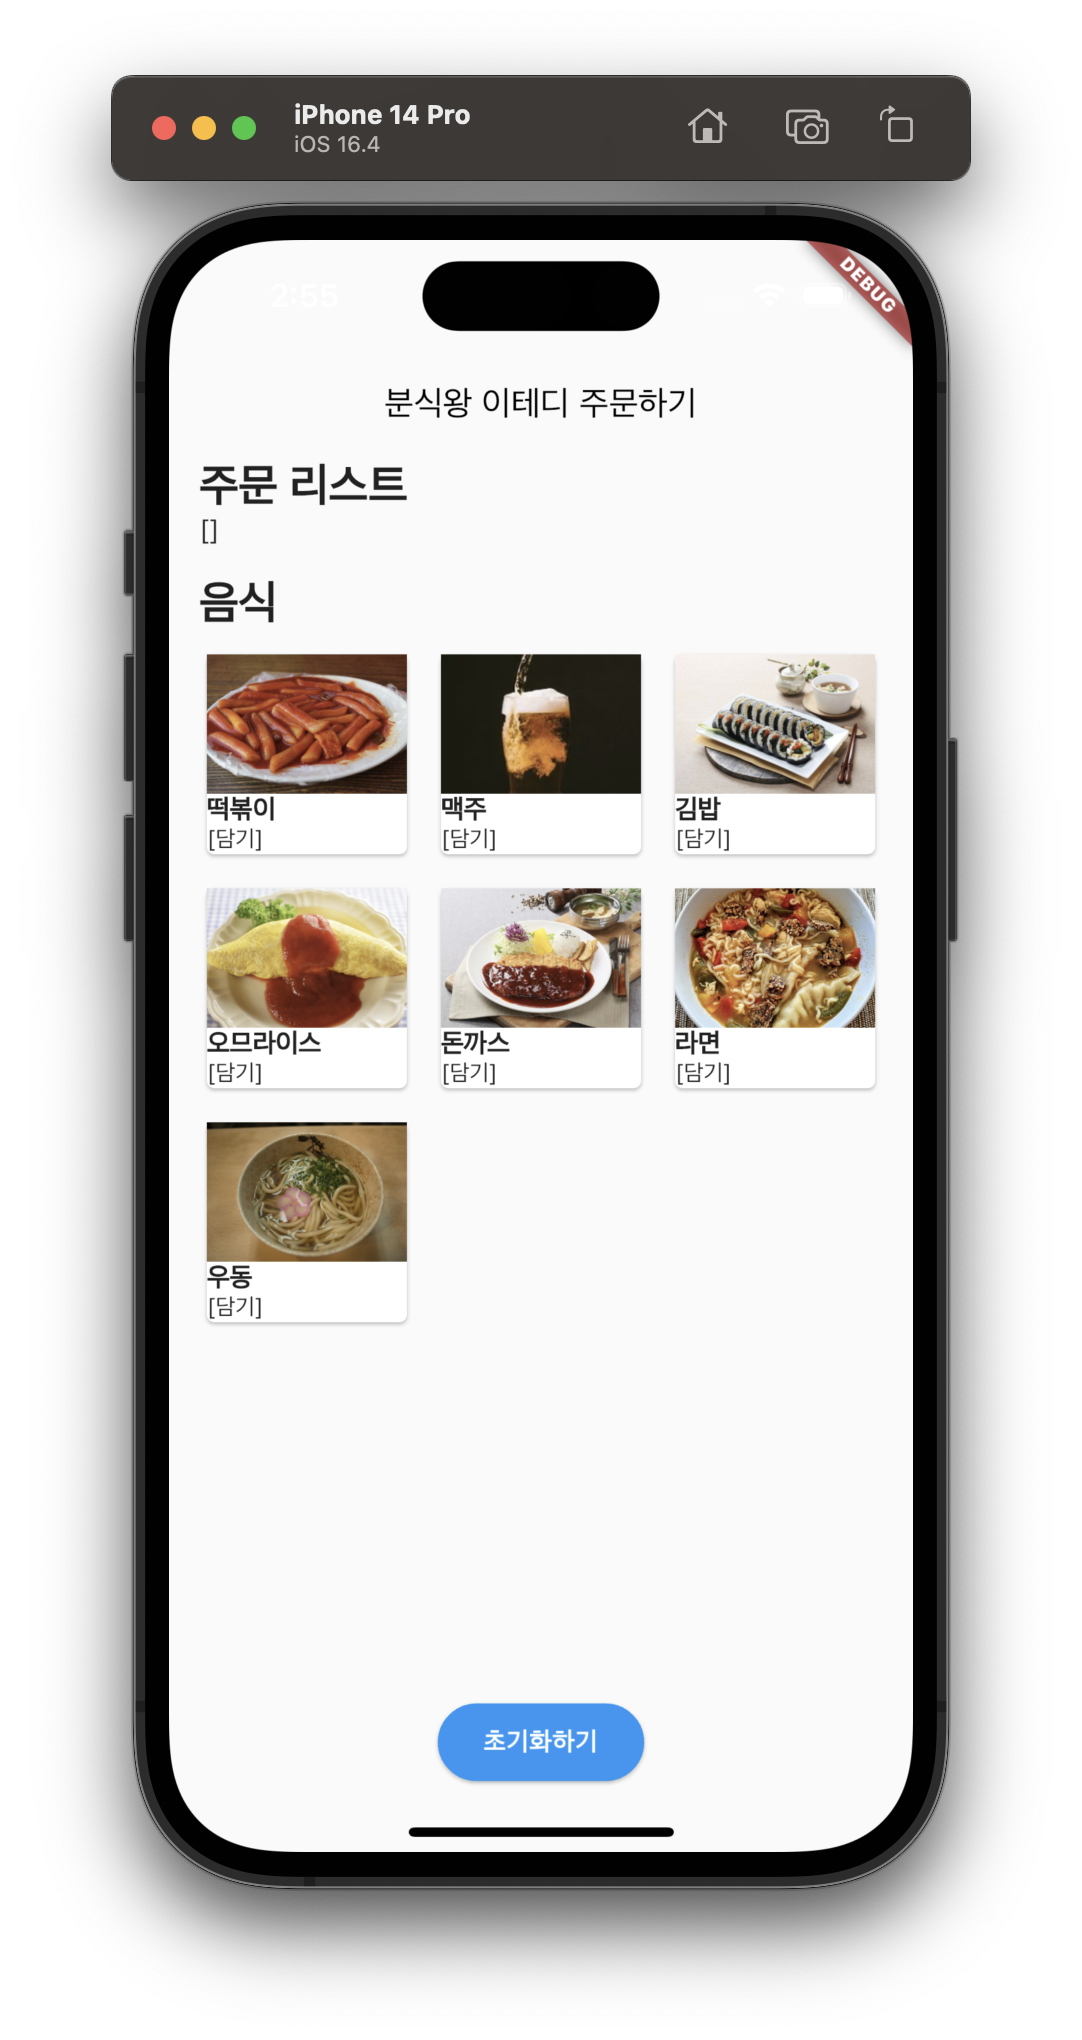 iPhone 14 Pro
iOS 16.4
2:55
DEBUG
분식왕 이테디 주문하기
주문 리스트
[]
음식
떡볶이
[담기]
맥주
[담기]
김밥
[담기]
오므라이스
[담기]
돈까스
[담기]
라면
[담기]
우동
[담기]
초기화하기